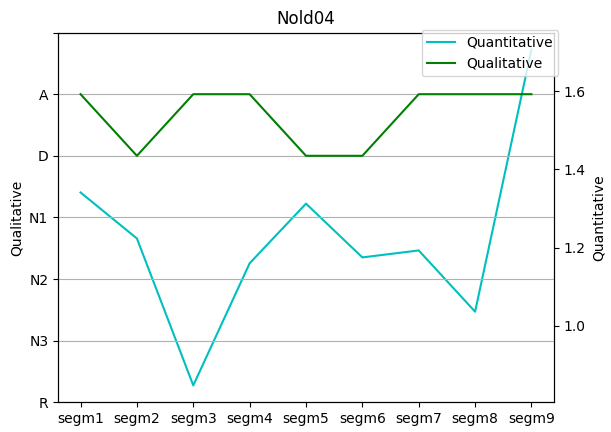 Nold04
Quantitative
Qualitative
A
D
N1
N2
N3
R
Qualitative
1.6
1.4
1.2
1.0
Quantitative
segm1 segm2 segm3 segm4 segm5 segm6 segm7 segm8 segm9